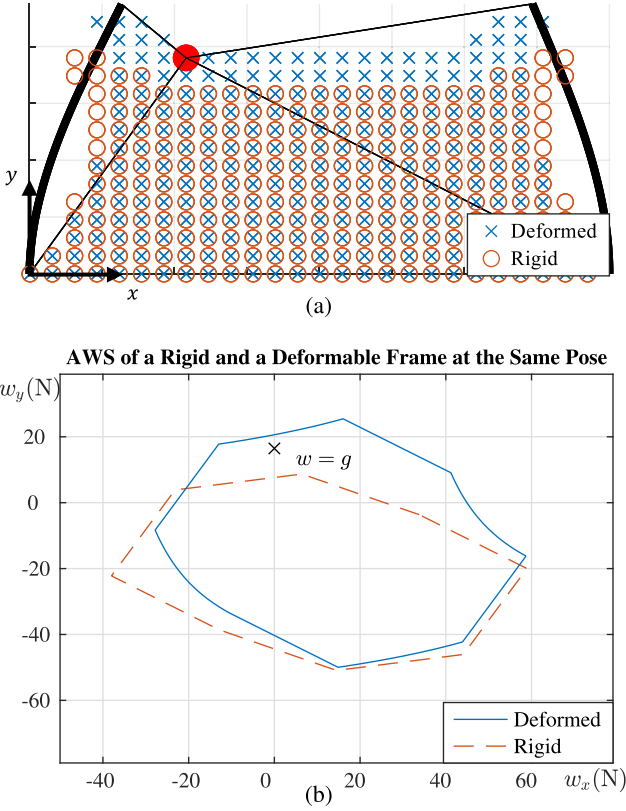 y
x
Deformed
Rigid
(a)
AWS of a Rigid and a Deformable Frame at the Same Pose
w_y(N)
20
0
-20
-40
-60
w = g
Deformed
Rigid
-40 -20 0 20 40 60 w_x(N)
(b)